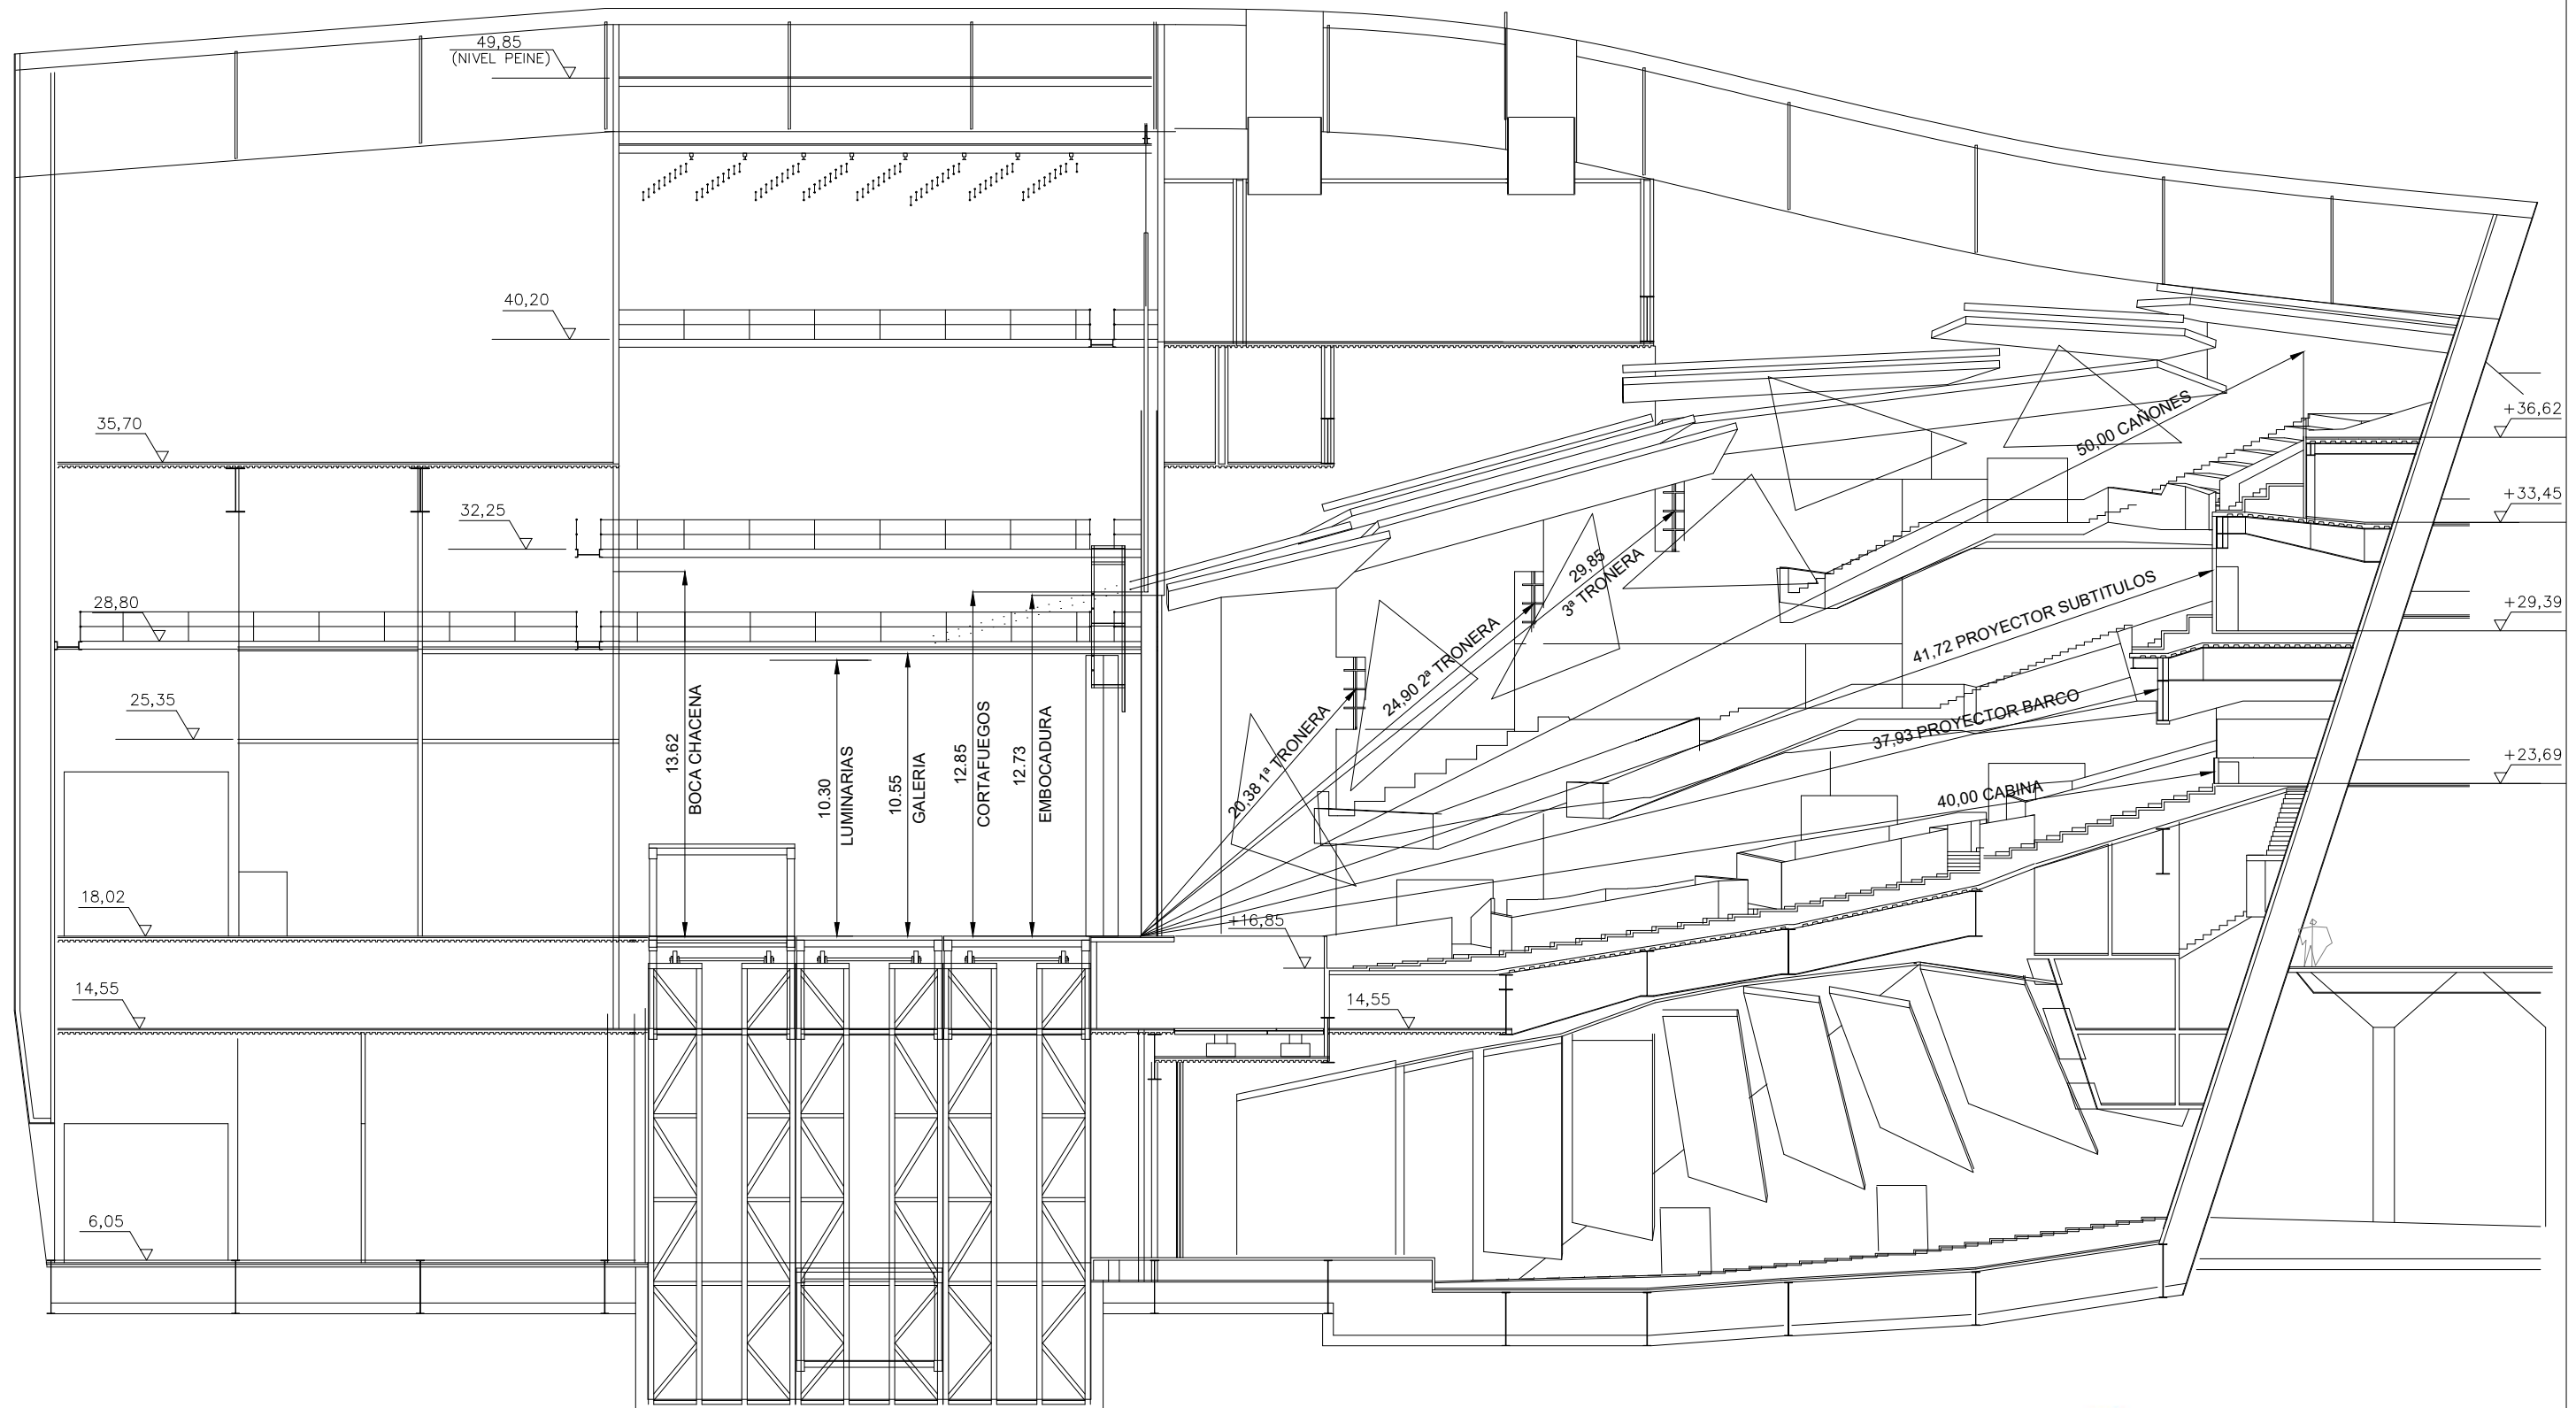 49,85
(NIVEL PEINE)
40,20
35,70
32,25
28,80
25,35
18,02
14,55
6,05
13.62
BOCA CHACENA
10.30
LUMINARIAS
10.55
GALERIA
12.85
CORTAFUEGOS
12.73
EMBOCADURA
20,38 1ª TRONERA
24,90 2ª TRONERA
29,85
3ª TRONERA
50,00 CAÑONES
41,72 PROYECTOR SUBTITULOS
37,93 PROYECTOR BARCO
40,00 CABINA
+16,85
14,55
+36,62
+33,45
+29,39
+23,69